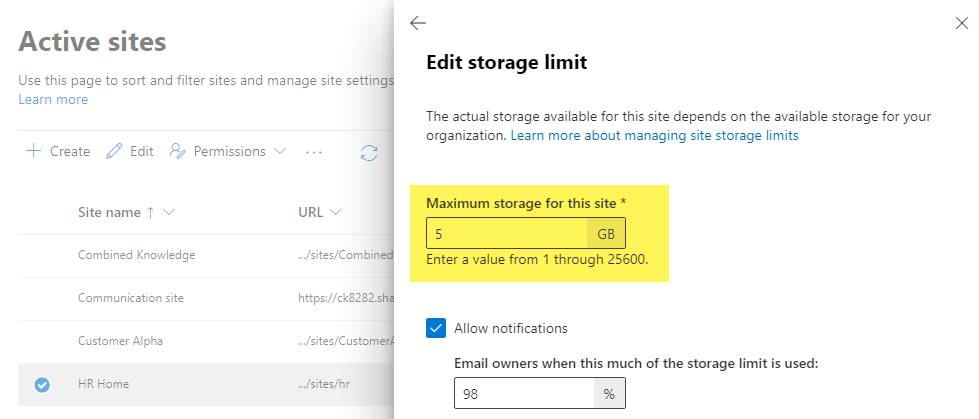 Active sites
Use this page to sort and filter sites and manage site settings
Learn more
Create Edit Permissions ...
Site name ↑ URL
Combined Knowledge .../sites/Combined
Communication site https://ck8282.sha
Customer Alpha .../sites/CustomerA
HR Home .../sites/hr
Edit storage limit
The actual storage available for this site depends on the available storage for your
organization. Learn more about managing site storage limits
Maximum storage for this site *
5 GB
Enter a value from 1 through 25600.
Allow notifications
Email owners when this much of the storage limit is used:
98 %